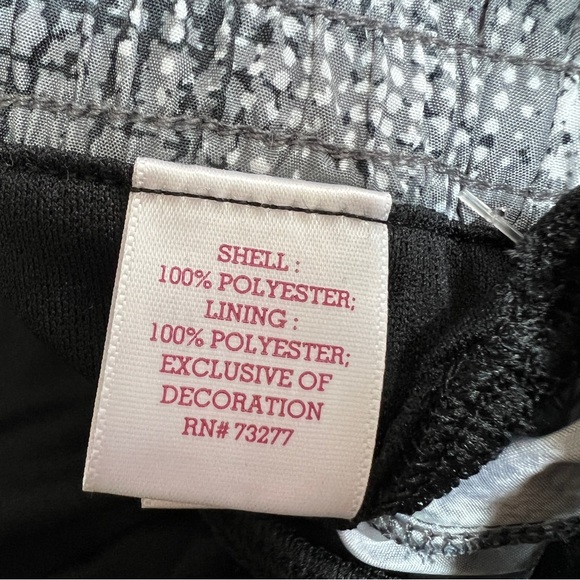 SHELL :
100% POLYESTER;
LINING :
100% POLYESTER;
EXCLUSIVE OF
DECORATION
RN# 73277